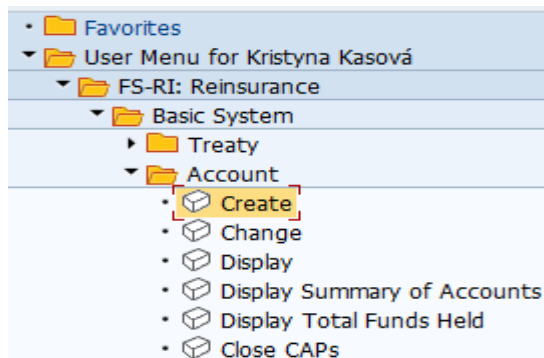 Favorites
User Menu for Kristyna Kasová
FS-RI: Reinsurance
Basic System
Treaty
Account
Create
Change
Display
Display Summary of Accounts
Display Total Funds Held
Close CAPs